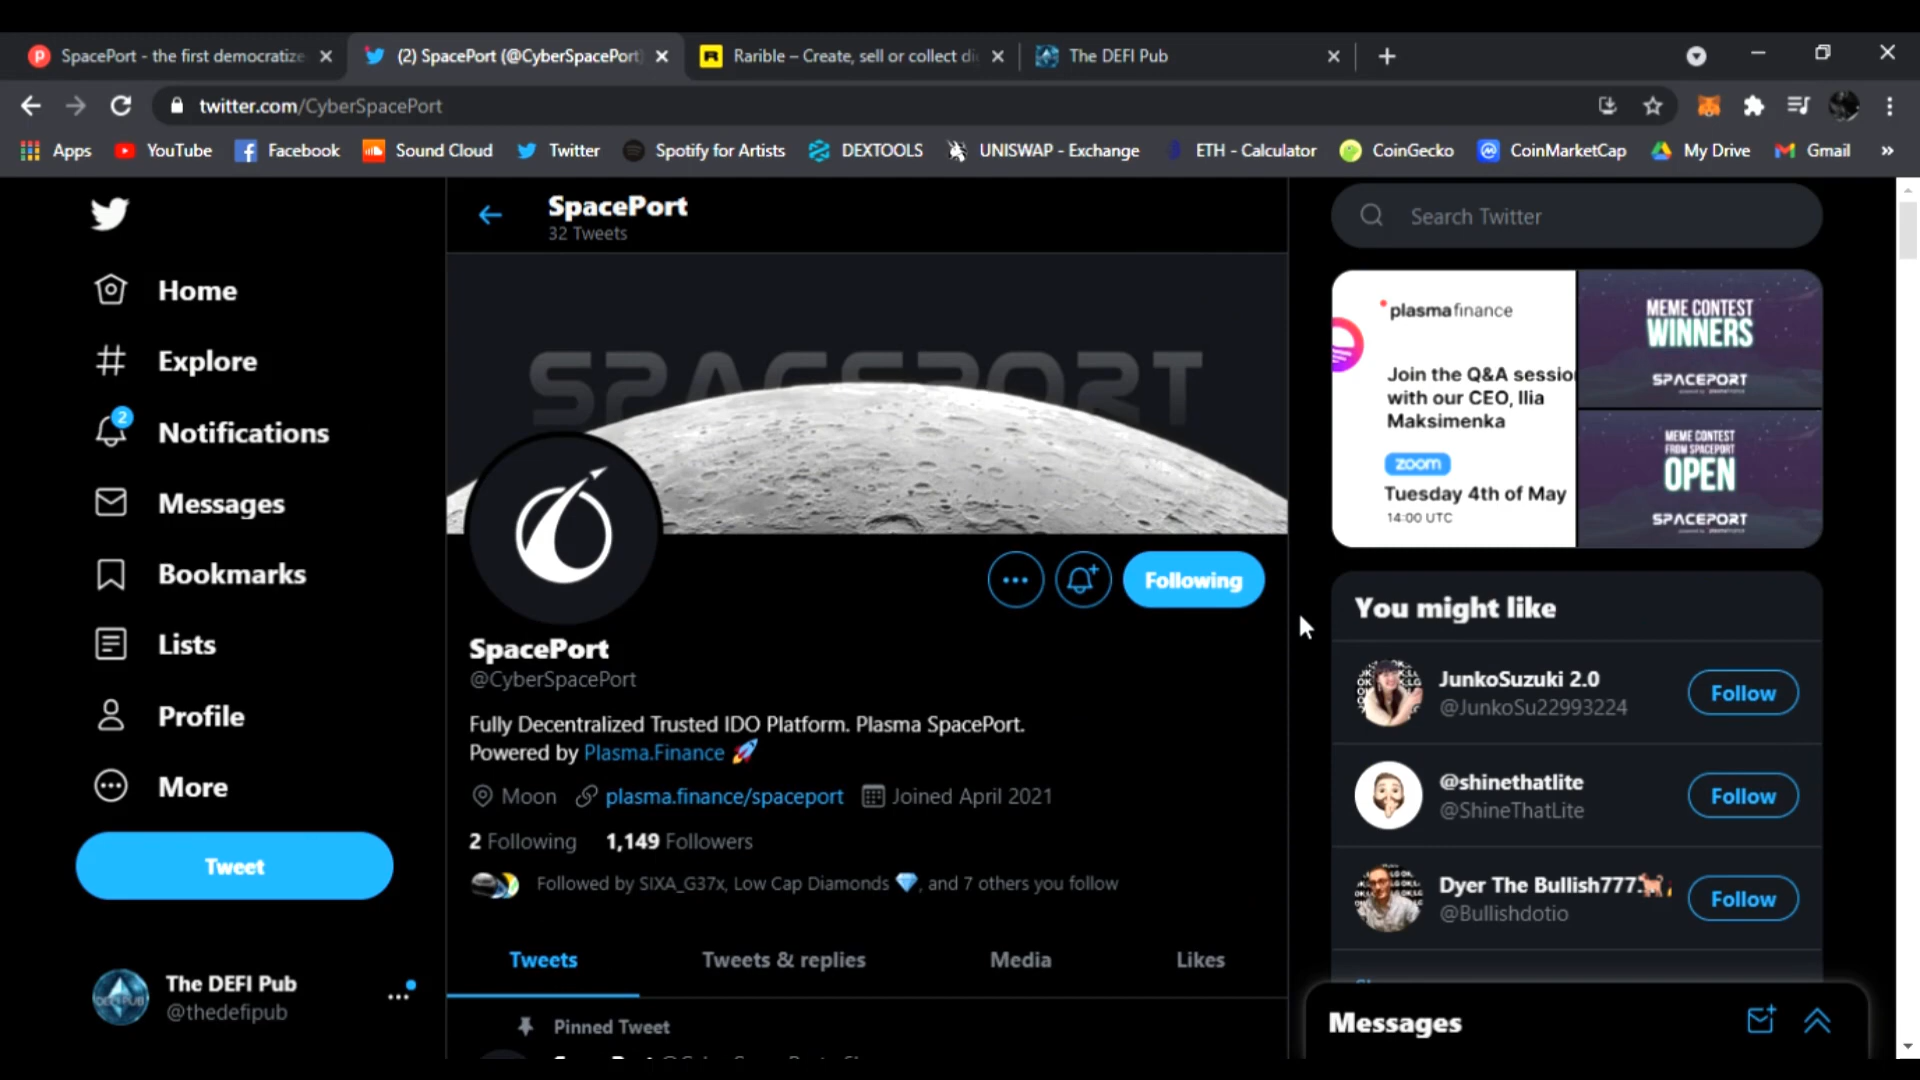 SpacePort - the first democratize
(2) SpacePort (@CyberSpacePort)
Rarible – Create, sell or collect di
The DEFI Pub
twitter.com/CyberSpacePort
Apps
YouTube
Facebook
Sound Cloud
Twitter
Spotify for Artists
DEXTOOLS
UNISWAP - Exchange
ETH - Calculator
CoinGecko
CoinMarketCap
My Drive
Gmail
»
SpacePort
32 Tweets
Search Twitter
Home
Explore
2
Notifications
Messages
Bookmarks
Lists
Profile
More
Tweet
The DEFI Pub
@thedefipub
SPACEPORT
Following
SpacePort
@CyberSpacePort
Fully Decentralized Trusted IDO Platform. Plasma SpacePort.
Powered by Plasma.Finance 🚀
Moon
plasma.finance/spaceport
Joined April 2021
2 Following
1,149 Followers
Followed by SIXA_G37x, Low Cap Diamonds 💎, and 7 others you follow
Tweets
Tweets & replies
Media
Likes
Pinned Tweet
plasma finance
Join the Q&A sessio
with our CEO, Ilia
Maksimenka
zoom
Tuesday 4th of May
14:00 UTC
MEME CONTEST
WINNERS
SPACEPORT
MEME CONTEST
FROM SPACEPORT
OPEN
SPACEPORT
You might like
JunkoSuzuki 2.0
@JunkoSu22993224
Follow
@shinethatlite
@ShineThatLite
Follow
Dyer The Bullish777
@Bullishdotio
Follow
Messages